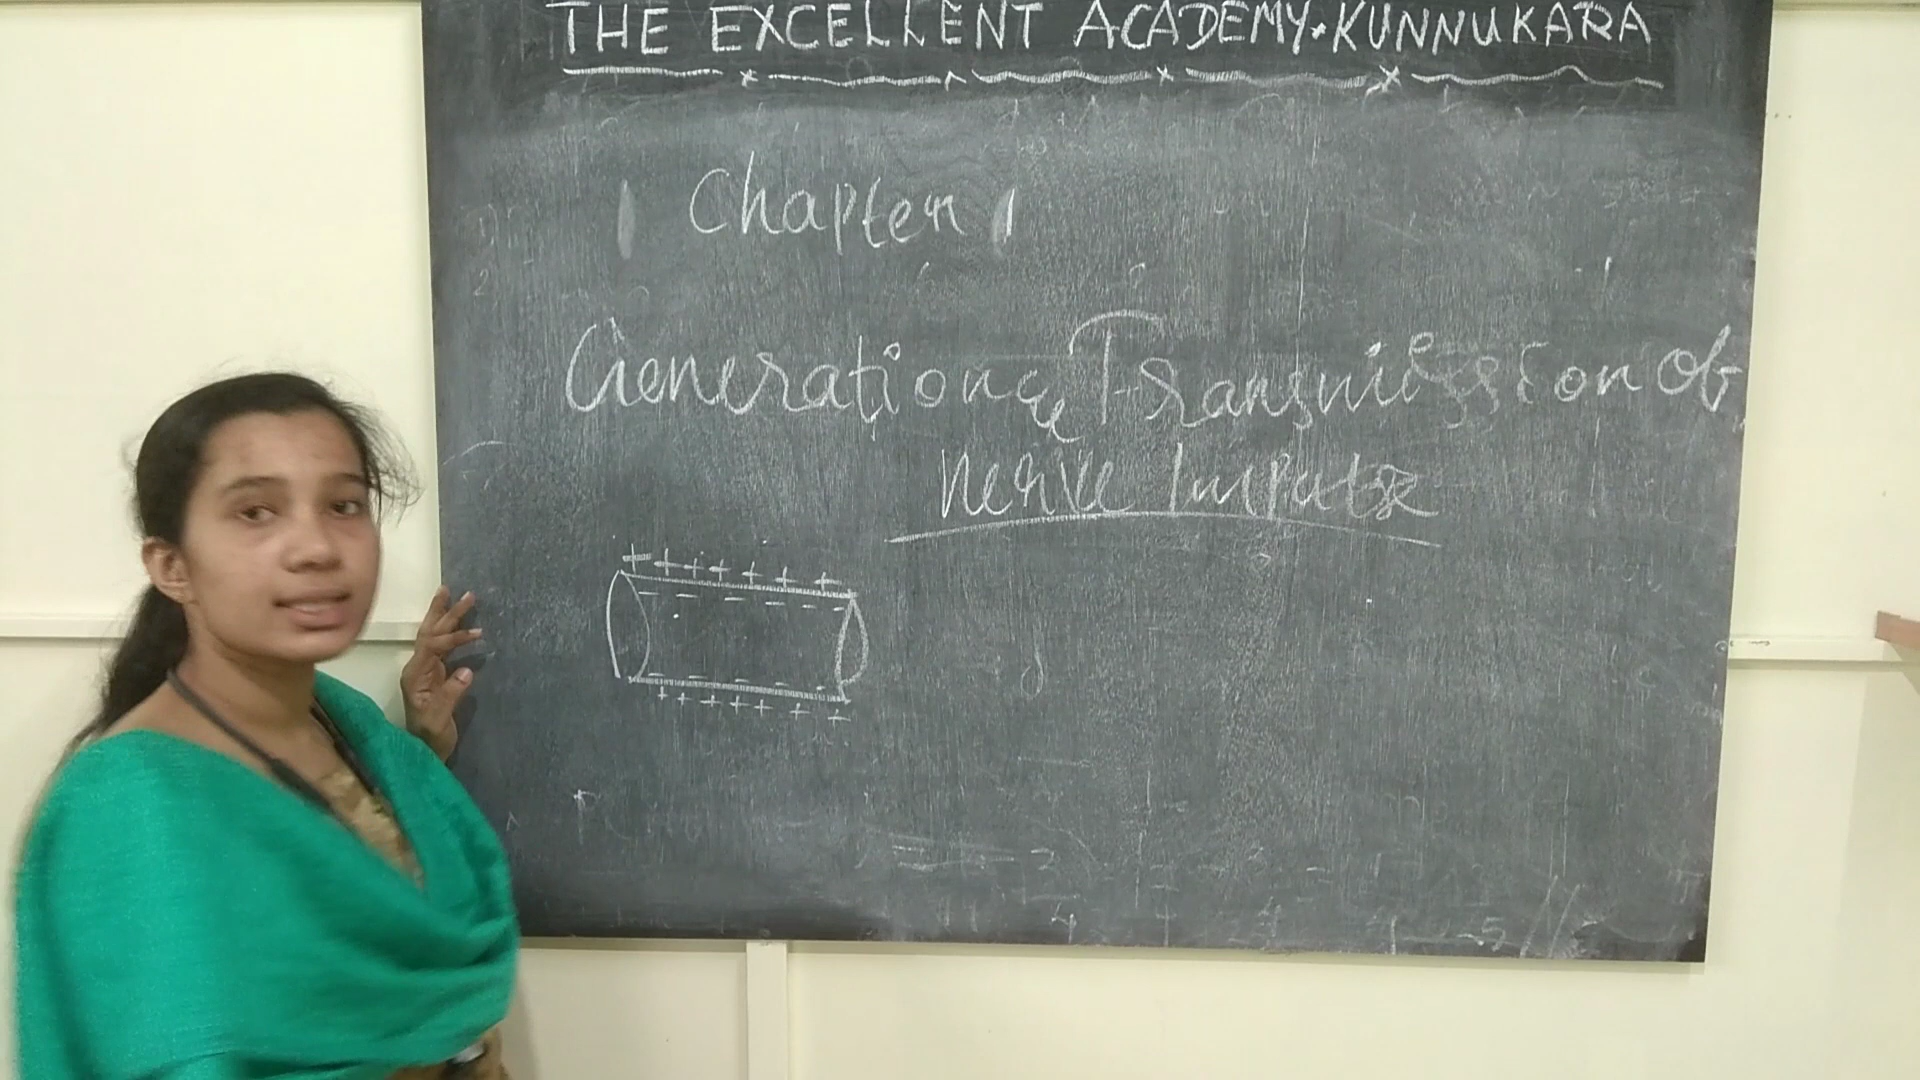 THE EXCELLENT ACADEMY•KUNNUKARA
Chapter 1
Generation & Transmission of
Nerve Impulse
+ + + + + + +
- - - - - -
- - - - - -
+ + + + + + +